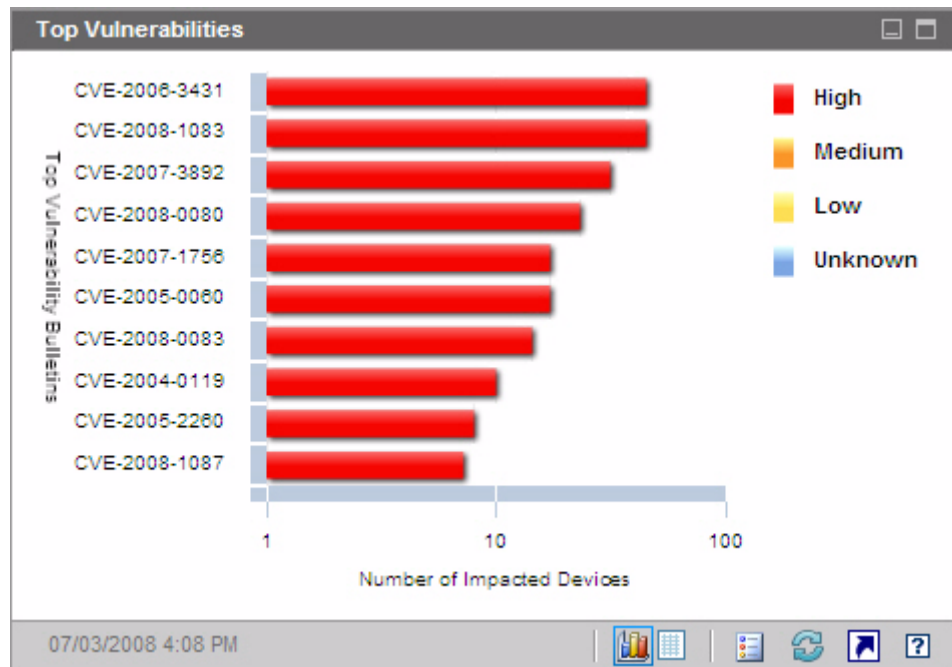 Top Vulnerabilities
Top Vulnerability Bulletins
CVE-2006-3431
CVE-2008-1083
CVE-2007-3892
CVE-2008-0080
CVE-2007-1756
CVE-2005-0060
CVE-2008-0083
CVE-2004-0119
CVE-2005-2260
CVE-2008-1087
High
Medium
Low
Unknown
1 10 100
Number of Impacted Devices
07/03/2008 4:08 PM
?